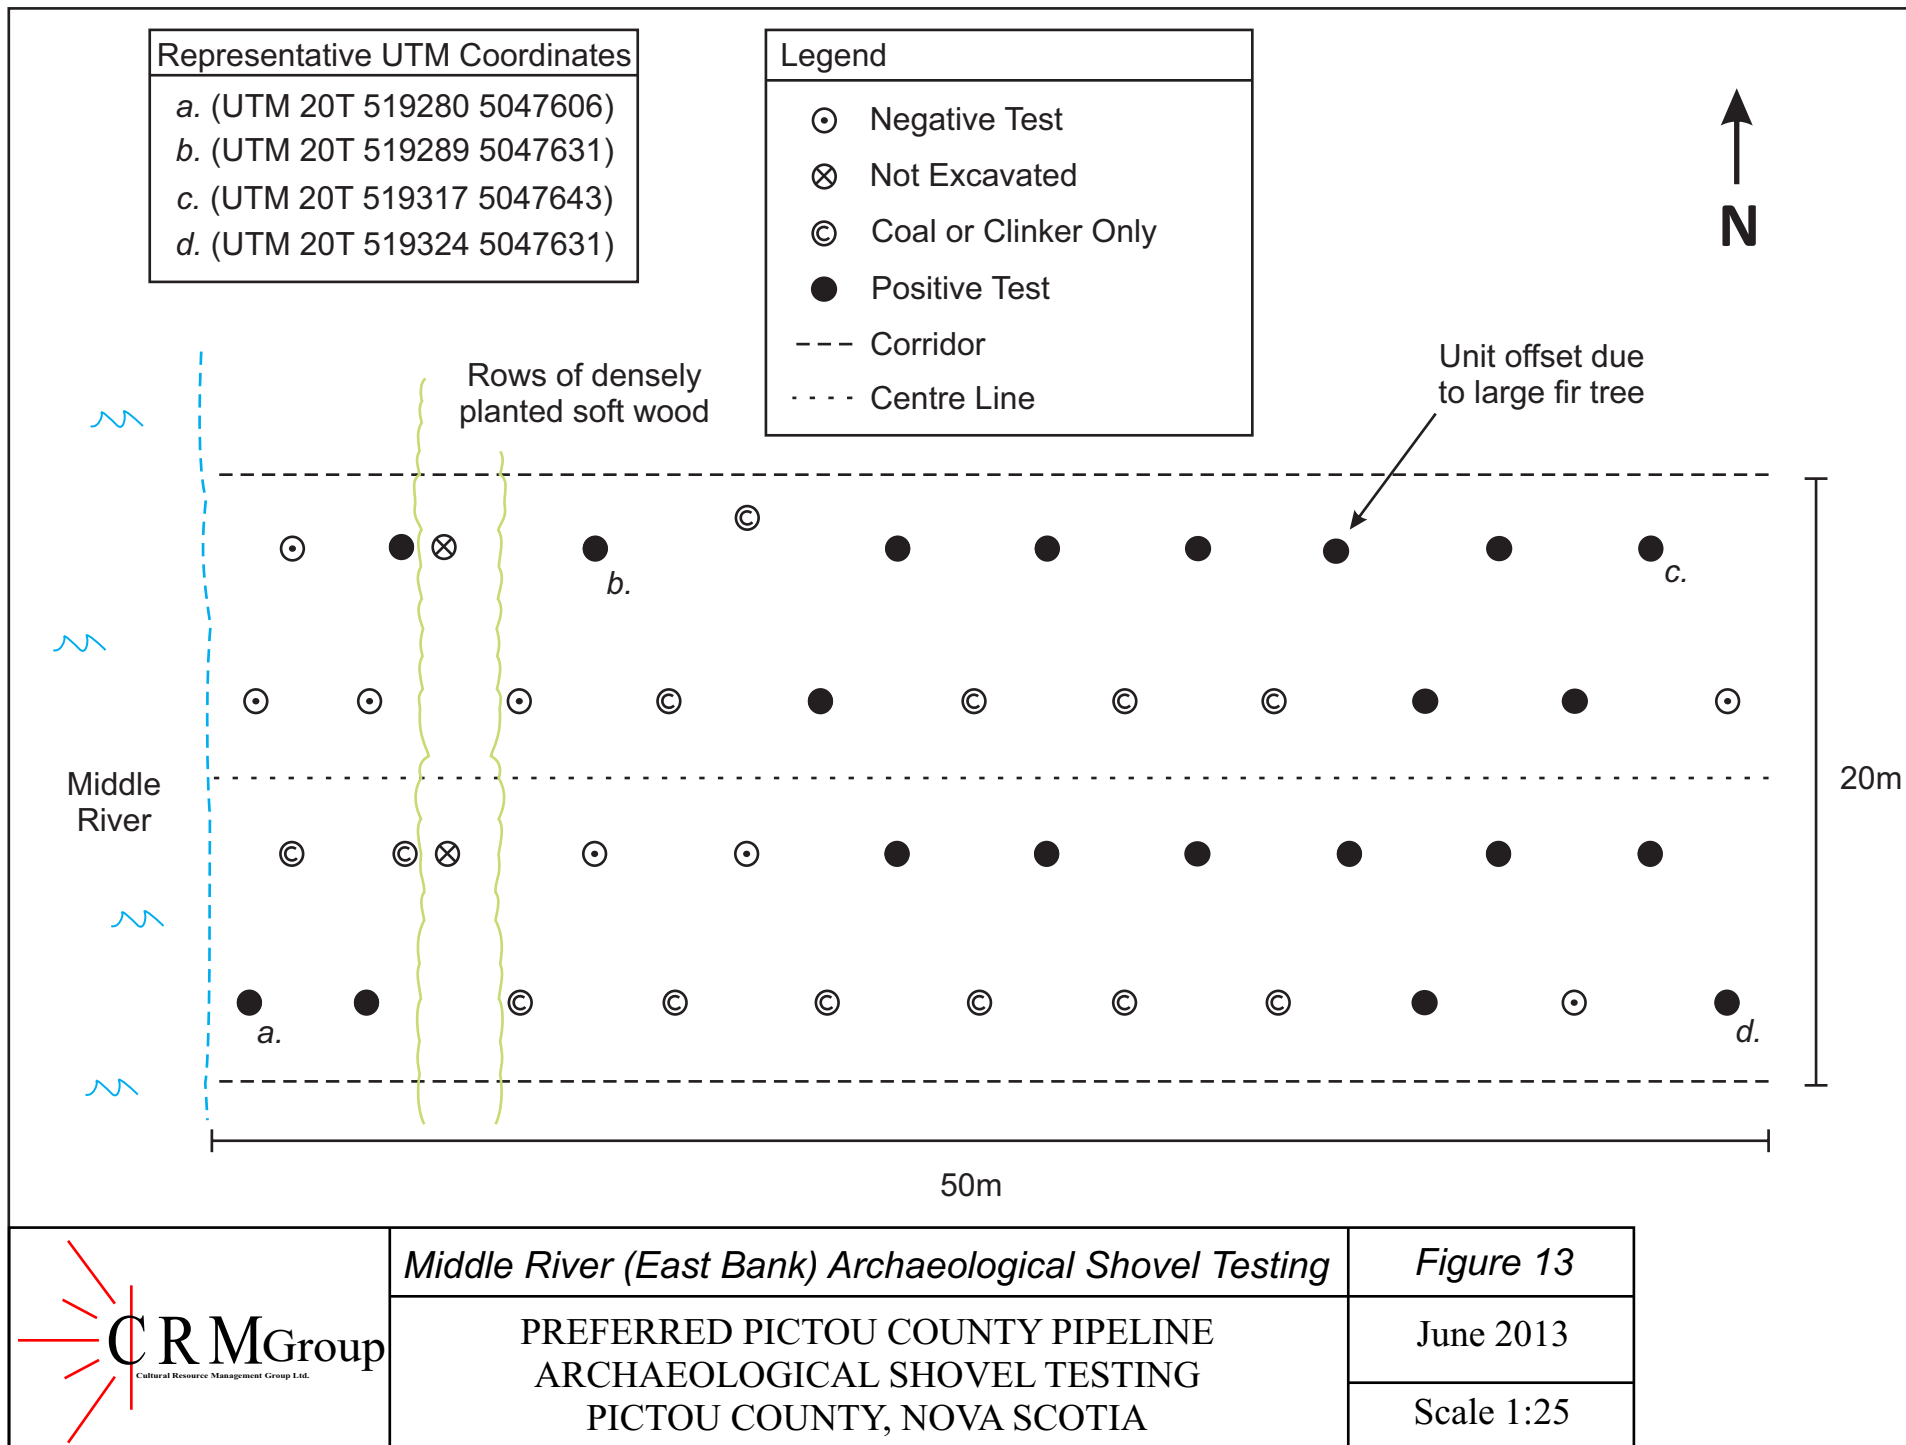 Representative UTM Coordinates
a. (UTM 20T 519280 5047606)
b. (UTM 20T 519289 5047631)
c. (UTM 20T 519317 5047643)
d. (UTM 20T 519324 5047631)
Legend
Negative Test
Not Excavated
Coal or Clinker Only
Positive Test
Corridor
Centre Line
N
Rows of densely
planted soft wood
Unit offset due
to large fir tree
b.
c.
Middle
River
20m
a.
d.
50m
CRMGroup
Cultural Resource Management Group Ltd.
Middle River (East Bank) Archaeological Shovel Testing
PREFERRED PICTOU COUNTY PIPELINE
ARCHAEOLOGICAL SHOVEL TESTING
PICTOU COUNTY, NOVA SCOTIA
Figure 13
June 2013
Scale 1:25